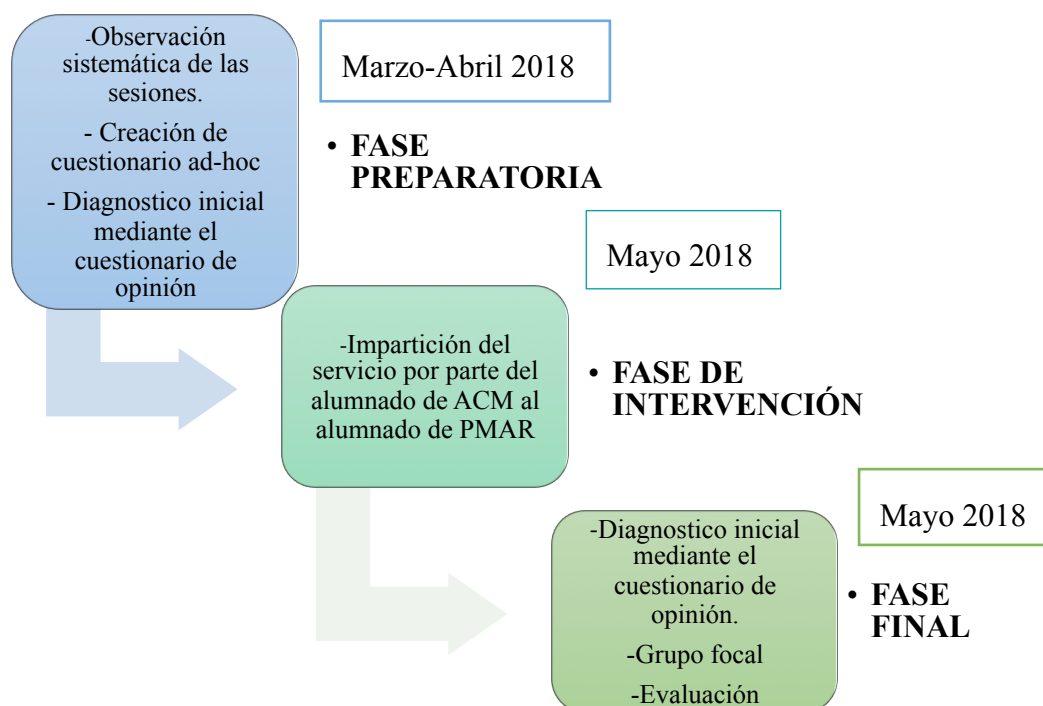 -Observación
sistemática de las
sesiones.
- Creación de
cuestionario ad-hoc
- Diagnostico inicial
mediante el
cuestionario de
opinión
Marzo-Abril 2018
• FASE
PREPARATORIA
Mayo 2018
-Impartición del
servicio por parte del
alumnado de ACM al
alumnado de PMAR
• FASE DE
INTERVENCIÓN
Mayo 2018
-Diagnostico inicial
mediante el
cuestionario de
opinión.
-Grupo focal
-Evaluación
• FASE
FINAL